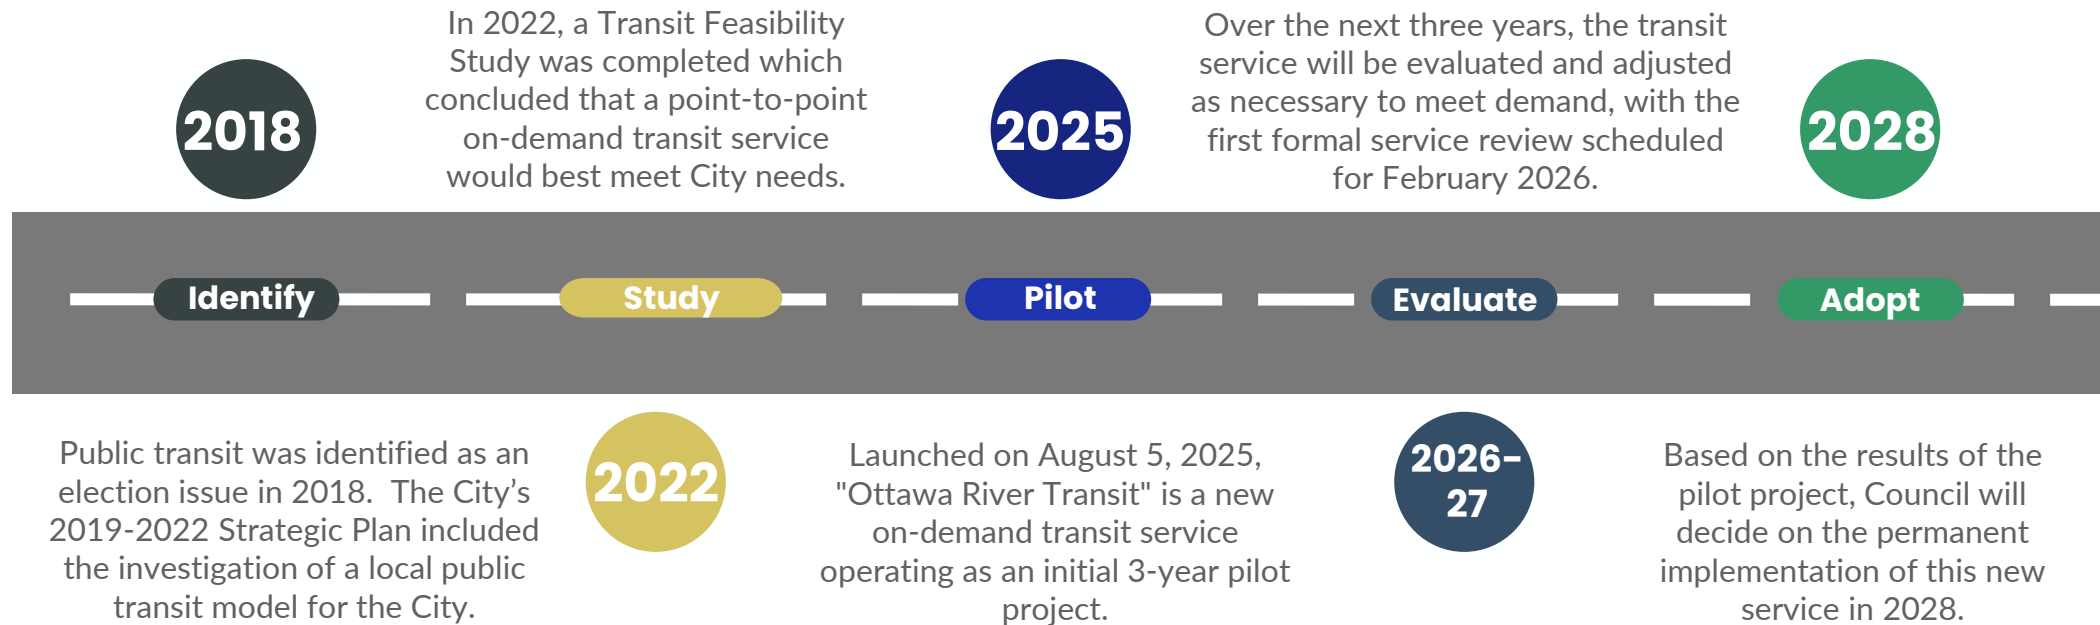 2018
Identify
Public transit was identified as an
election issue in 2018.  The City’s
2019-2022 Strategic Plan included
the investigation of a local public
transit model for the City.
In 2022, a Transit Feasibility
Study was completed which
concluded that a point-to-point
on-demand transit service
would best meet City needs.
Study
2022
2025
Pilot
Launched on August 5, 2025,
"Ottawa River Transit" is a new
on-demand transit service
operating as an initial 3-year pilot
project.
Over the next three years, the transit
service will be evaluated and adjusted
as necessary to meet demand, with the
first formal service review scheduled
for February 2026.
Evaluate
2026-
27
2028
Adopt
Based on the results of the
pilot project, Council will
decide on the permanent
implementation of this new
service in 2028.